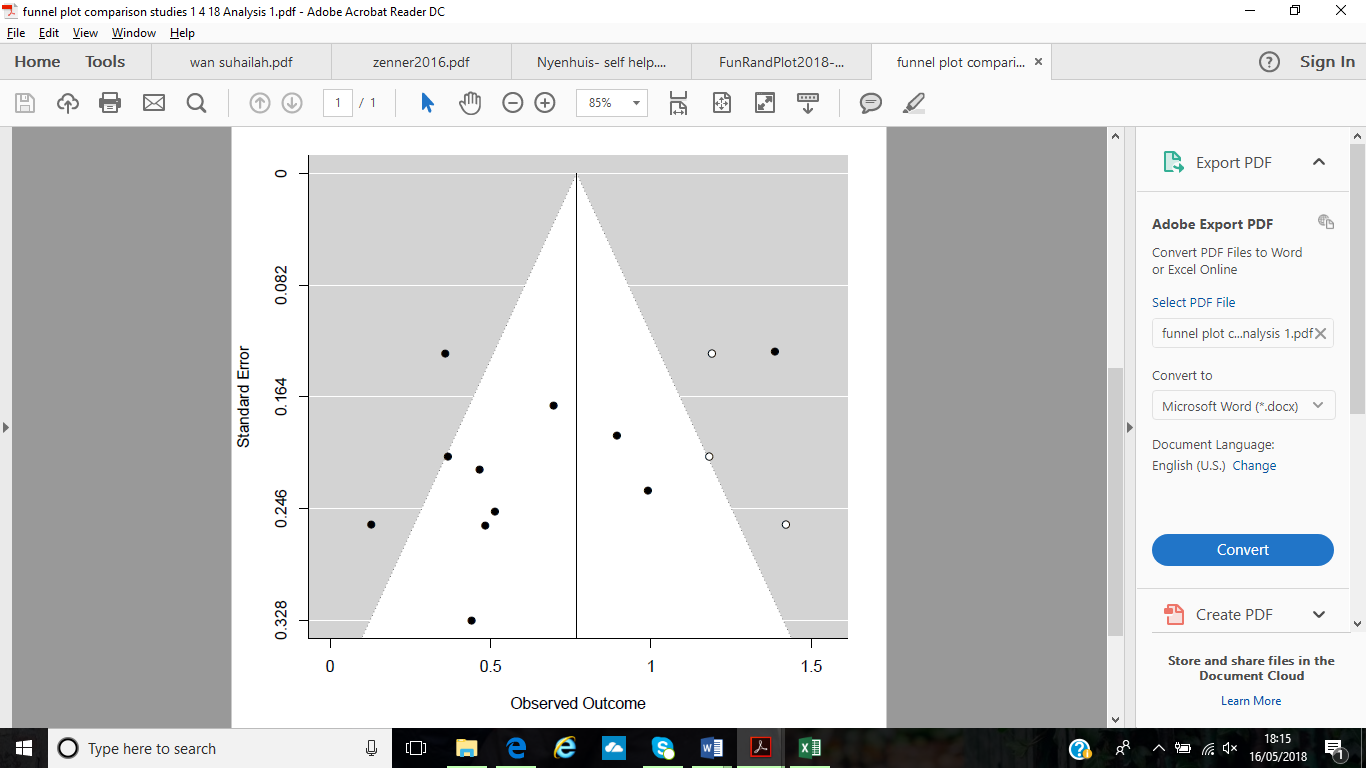 funnel plot comparison studies 1 4 18 Analysis 1.pdf - Adobe Acrobat Reader DC
File Edit View Window Help
Home Tools wan suhailah.pdf zenner2016.pdf Nyenhuis- self help.... FunRandPlot2018-... funnel plot compari... × Sign In
1 / 1 85%
Export PDF
Adobe Export PDF
Convert PDF Files to Word
or Excel Online
Select PDF File
funnel plot c...nalysis 1.pdf
Convert to
Microsoft Word (*.docx)
Document Language:
English (U.S.) Change
Convert
Create PDF
Store and share files in the
Document Cloud
Learn More
Standard Error
0
0.082
0.164
0.246
0.328
0 0.5 1 1.5
Observed Outcome
Type here to search
18:15
16/05/2018
1